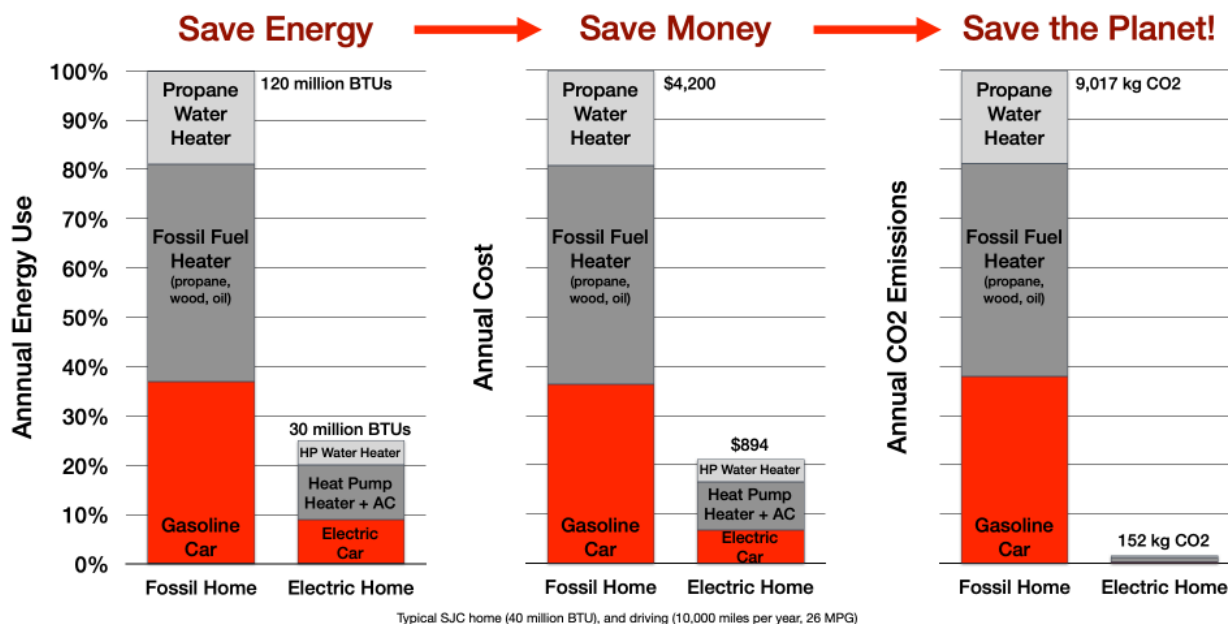 Save Energy
Save Money
Save the Planet!
Annual Energy Use
100%
90%
80%
70%
60%
50%
40%
30%
20%
10%
0%
120 million BTUs
Propane
Water
Heater
Fossil Fuel
Heater
(propane,
wood, oil)
Gasoline
Car
30 million BTUs
HP Water Heater
Heat Pump
Heater + AC
Electric
Car
Fossil Home
Electric Home
Annual Cost
$4,200
Propane
Water
Heater
Fossil Fuel
Heater
(propane,
wood, oil)
Gasoline
Car
$894
HP Water Heater
Heat Pump
Heater + AC
Electric
Car
Fossil Home
Electric Home
Annual CO2 Emissions
9,017 kg CO2
Propane
Water
Heater
Fossil Fuel
Heater
(propane,
wood, oil)
Gasoline
Car
152 kg CO2
Fossil Home
Electric Home
Typical SJC home (40 million BTU), and driving (10,000 miles per year, 26 MPG)